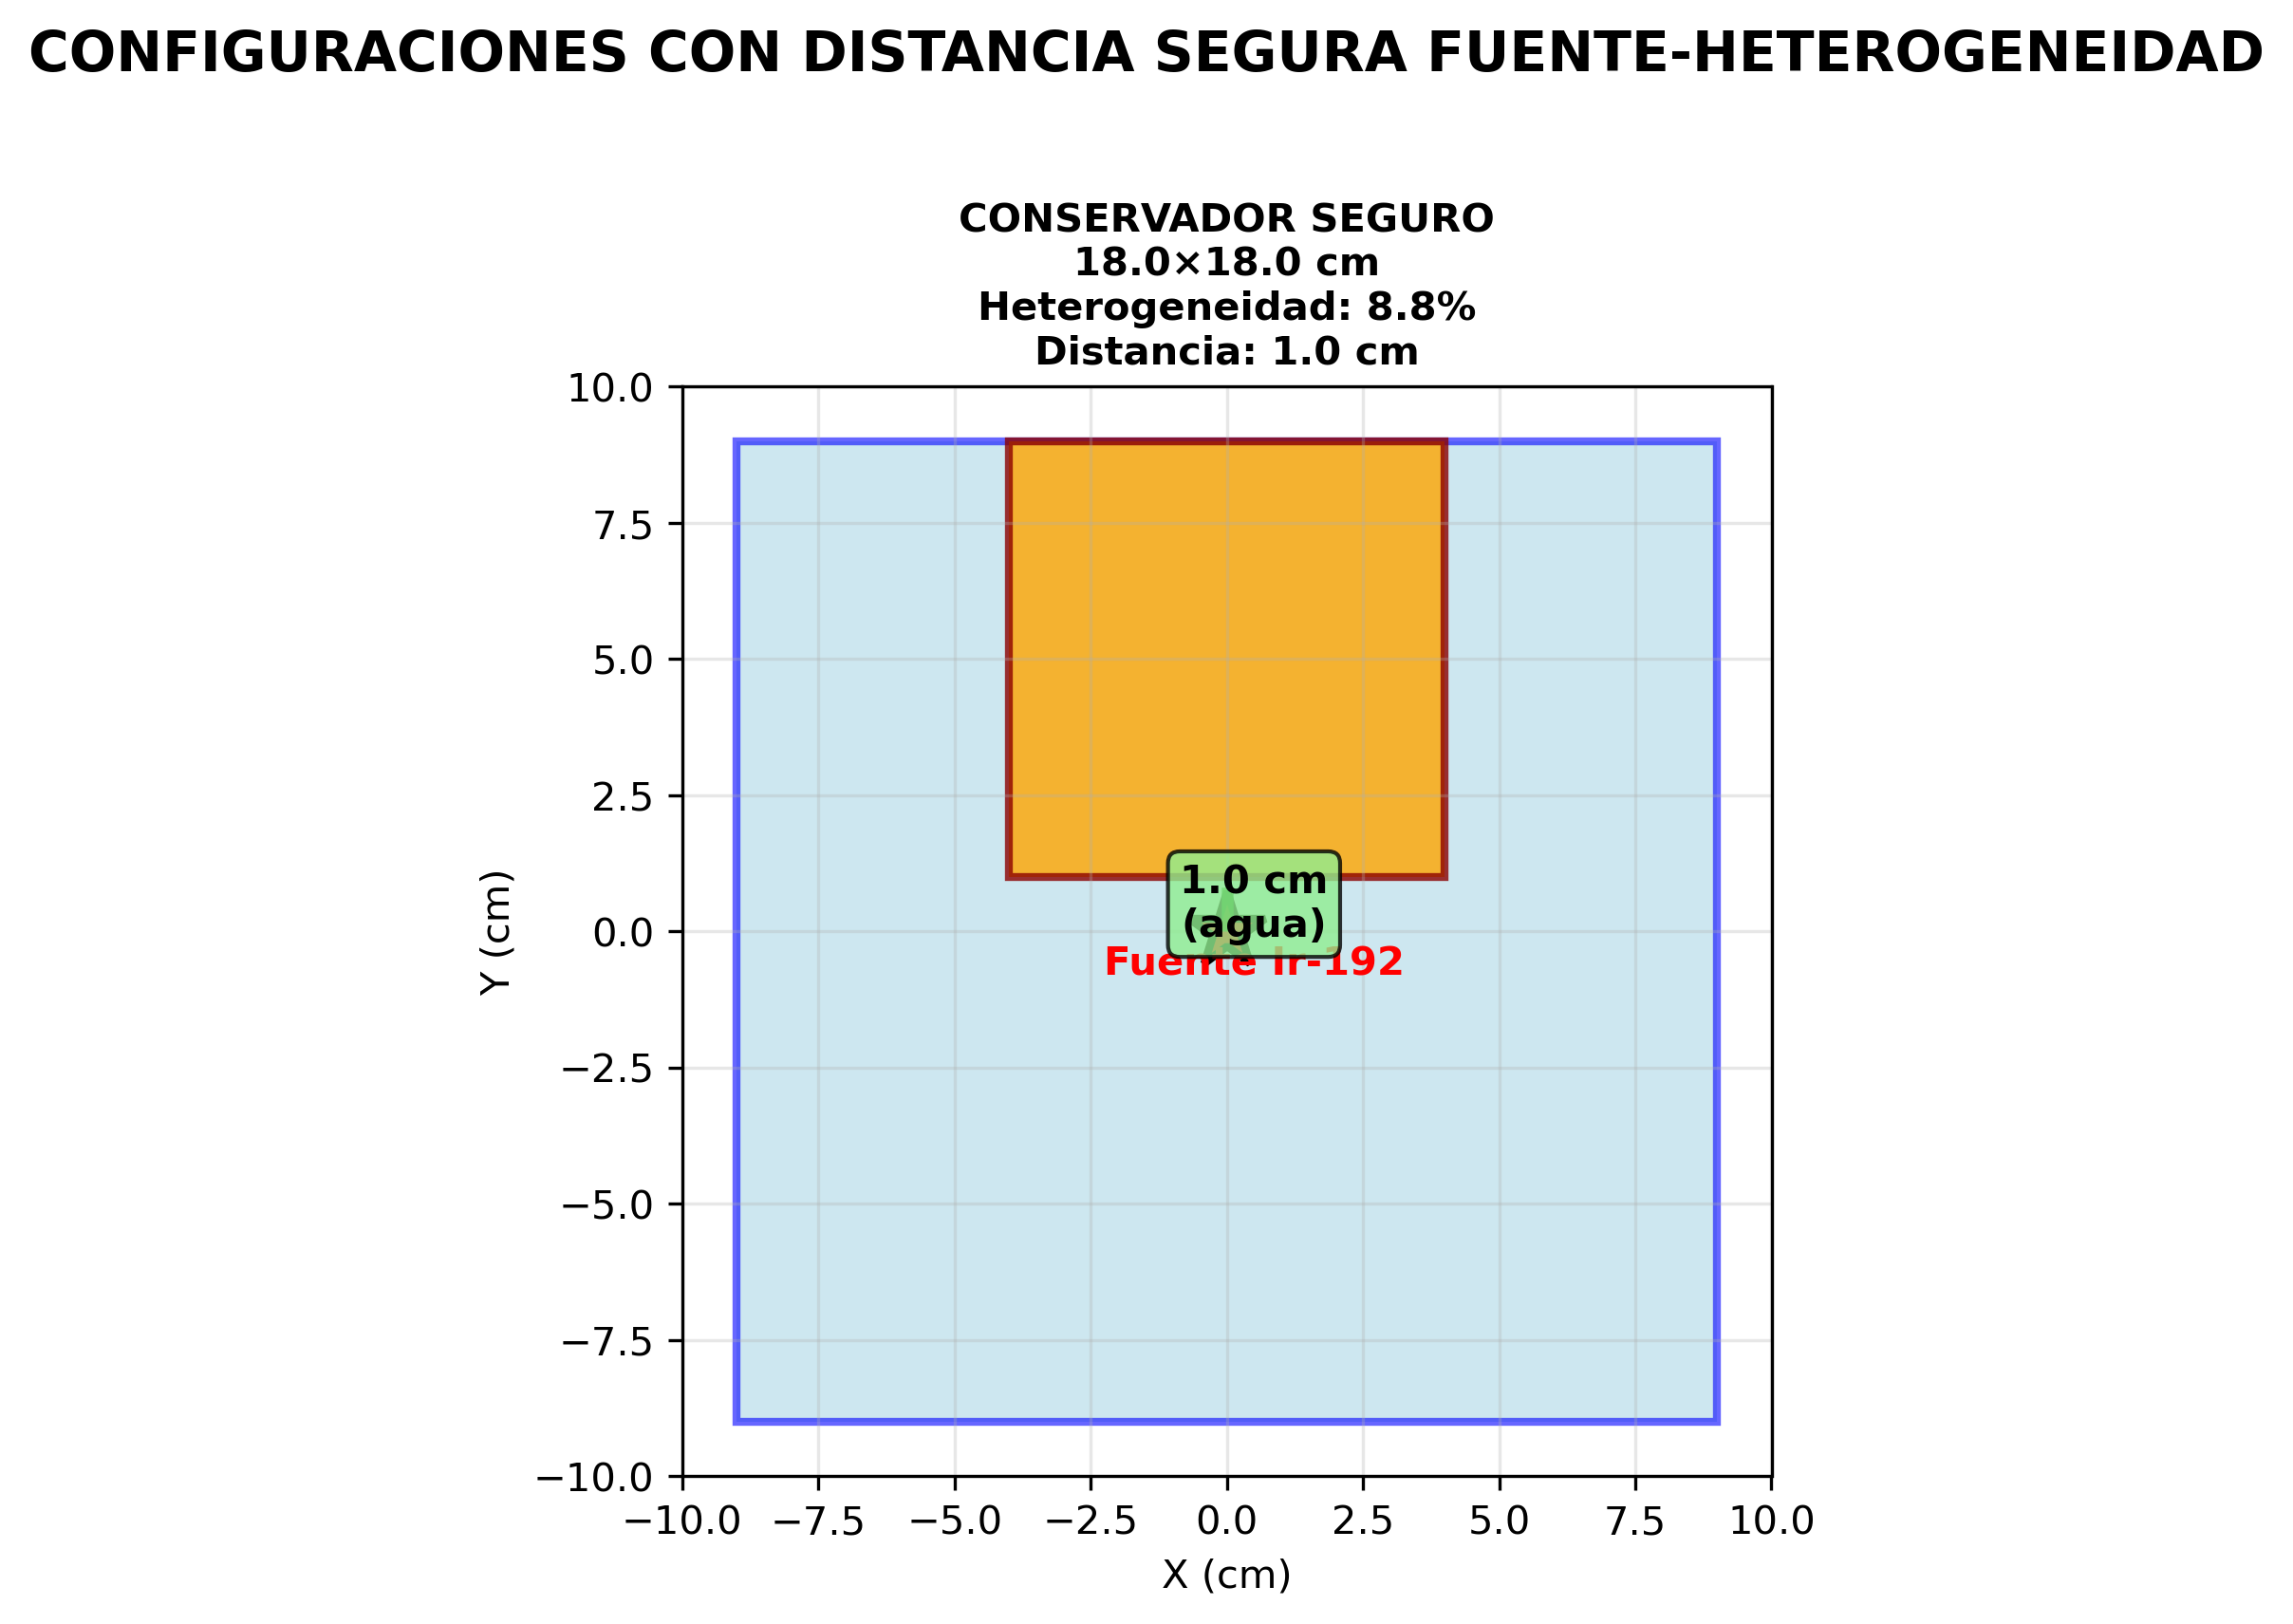 CONFIGURACIONES CON DISTANCIA SEGURA FUENTE-HETEROGENEIDAD
CONSERVADOR SEGURO
18.0×18.0 cm
Heterogeneidad: 8.8%
Distancia: 1.0 cm
10.0
7.5
5.0
2.5
0.0
−2.5
−5.0
−7.5
−10.0
Y (cm)
1.0 cm
(agua)
Fuente Ir-192
−10.0 −7.5 −5.0 −2.5 0.0 2.5 5.0 7.5 10.0
X (cm)